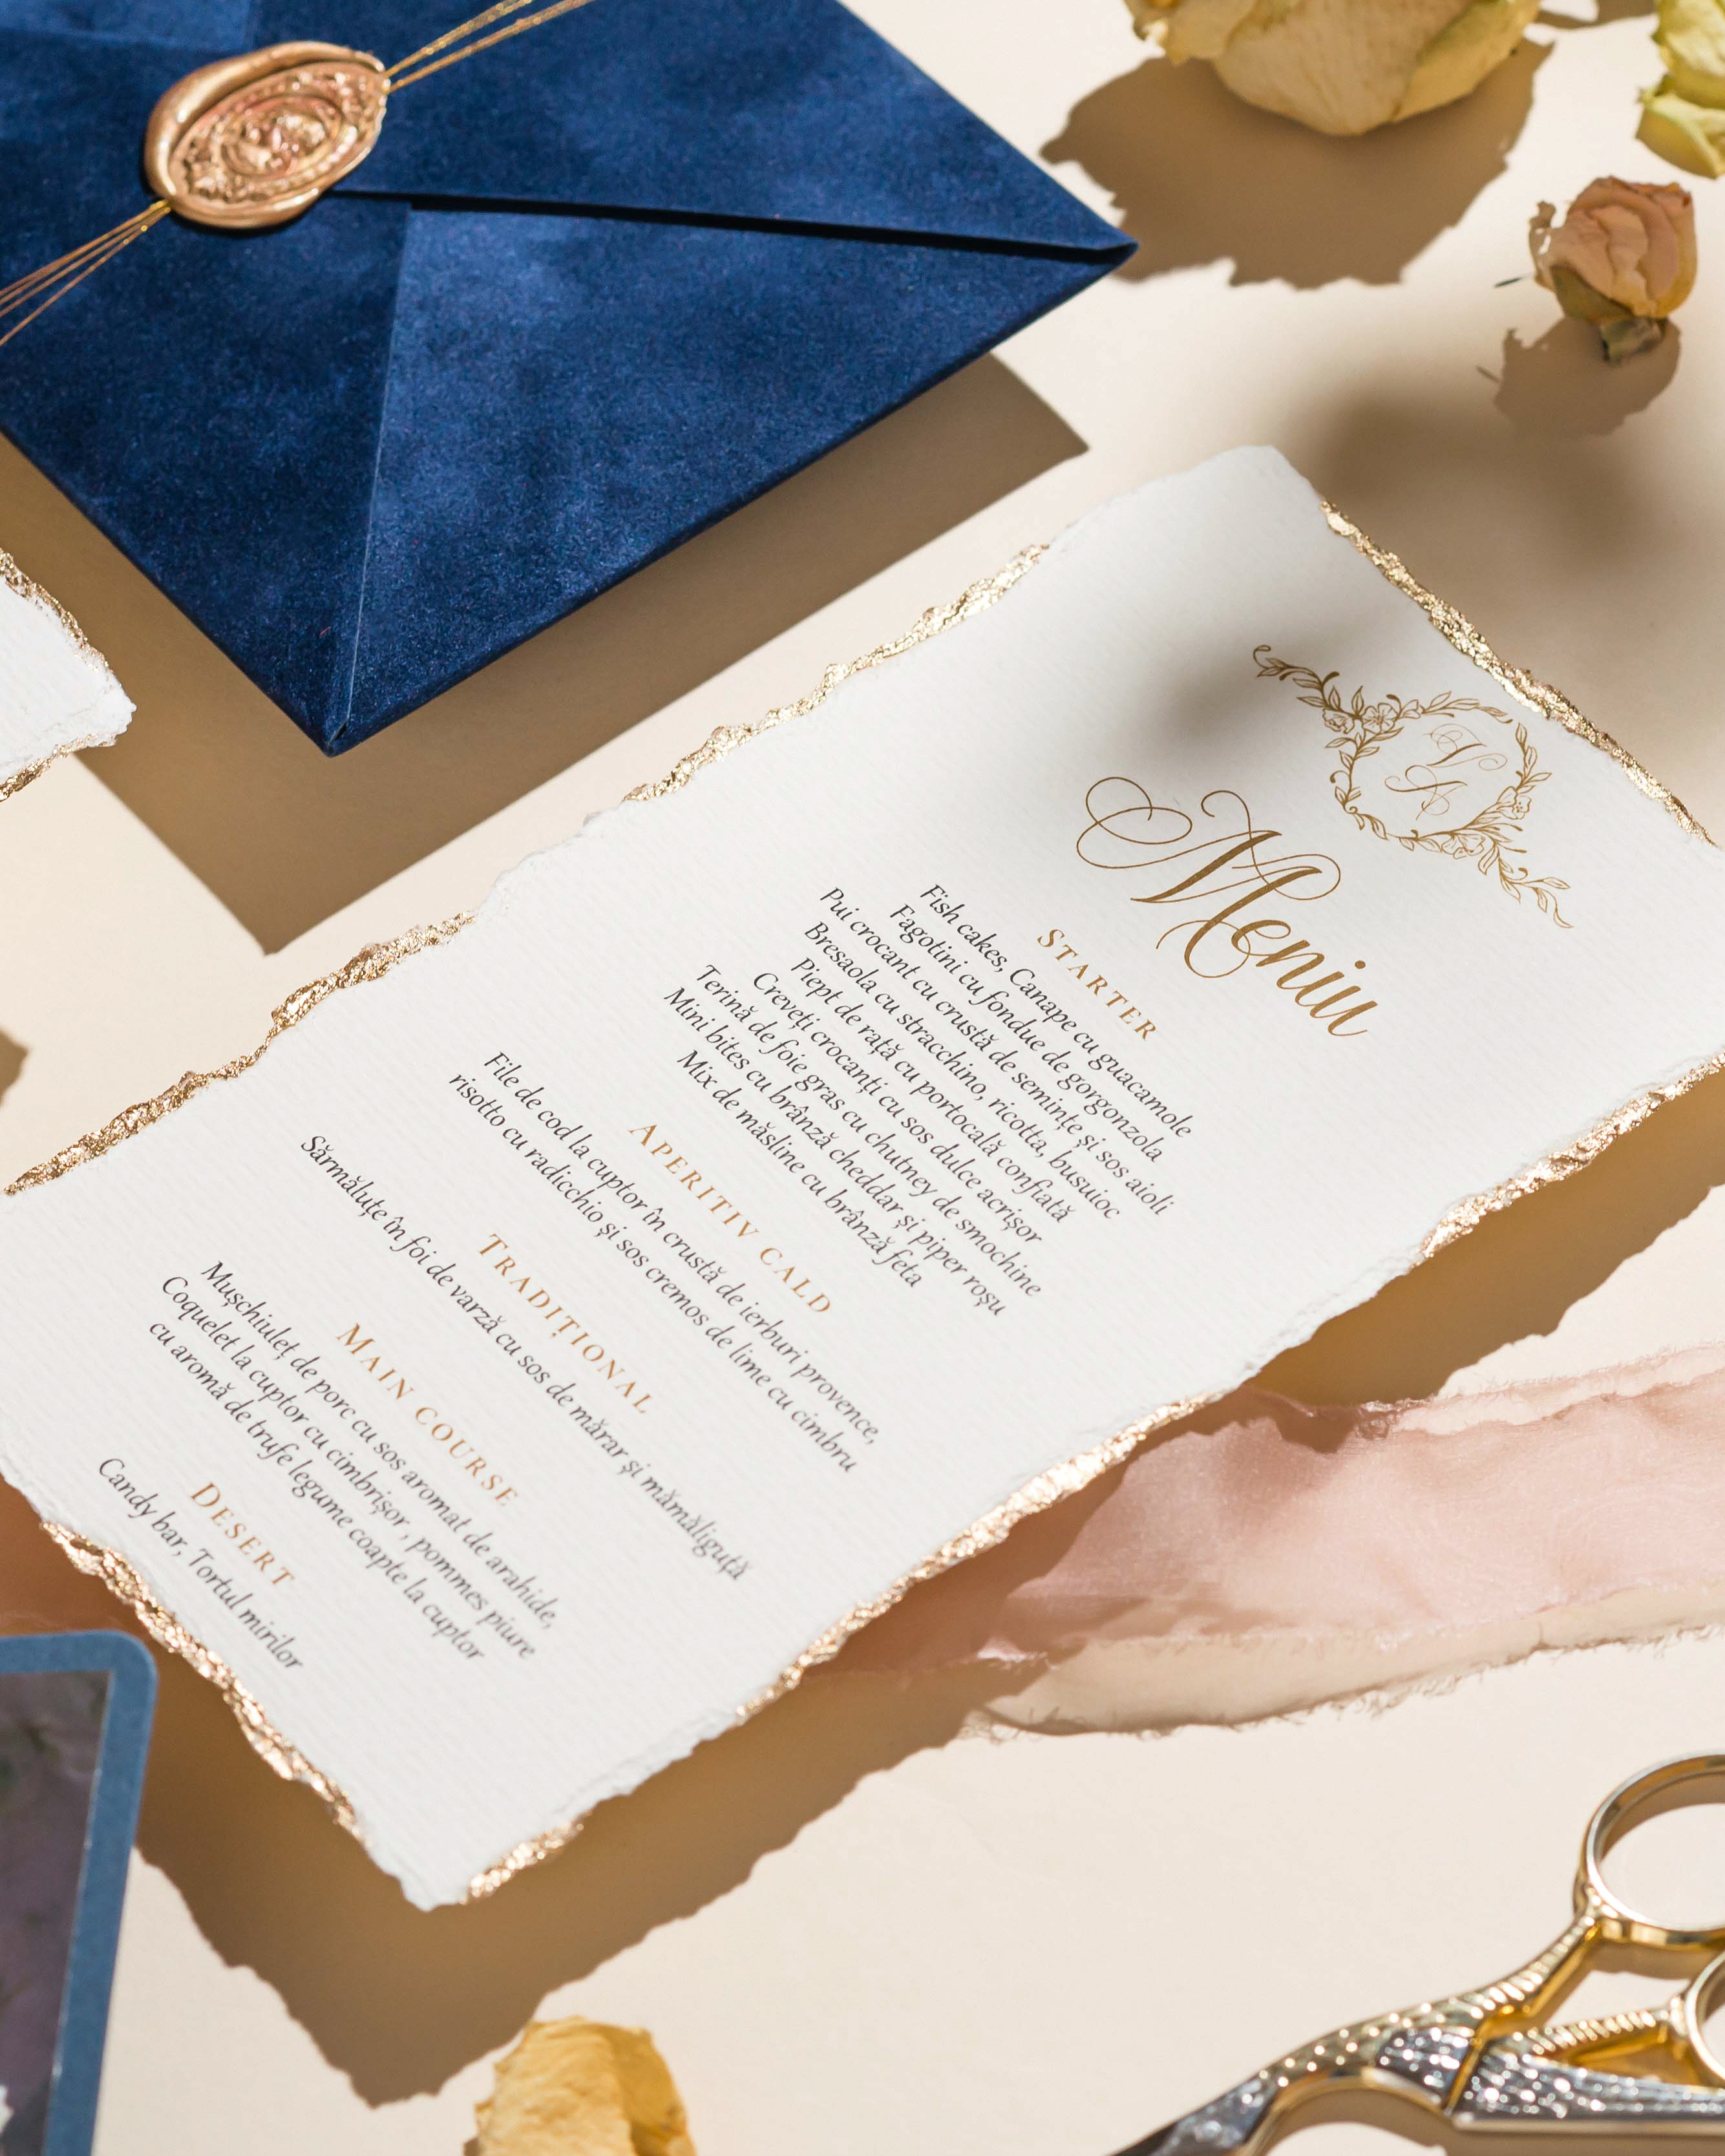 V
A
Meniu
STARTER
Fish cakes, Canape cu guacamole
Fagotini cu fondue de gorgonzola
Pui crocant cu crustă de semințe și sos aioli
Bresaola cu stracchino, ricotta, busuioc
Piept de rață cu portocală confiată
Creveți crocanți cu sos dulce acrișor
Terină de foie gras cu chutney de smochine
Mini bites cu brânză cheddar și piper roșu
Mix de măsline cu brânză feta
APERITIV CALD
File de cod la cuptor în crustă de ierburi provence,
risotto cu radicchio și sos cremos de lime cu cimbru
TRADIȚIONAL
Sărmăluțe în foi de varză cu sos de mărar și mămăliguță
MAIN COURSE
Mușchiuleț de porc cu sos aromat de arahide,
Coquelet la cuptor cu cimbrișor , pommes piure
cu aromă de trufe legume coapte la cuptor
DESERT
Candy bar, Tortul mirilor